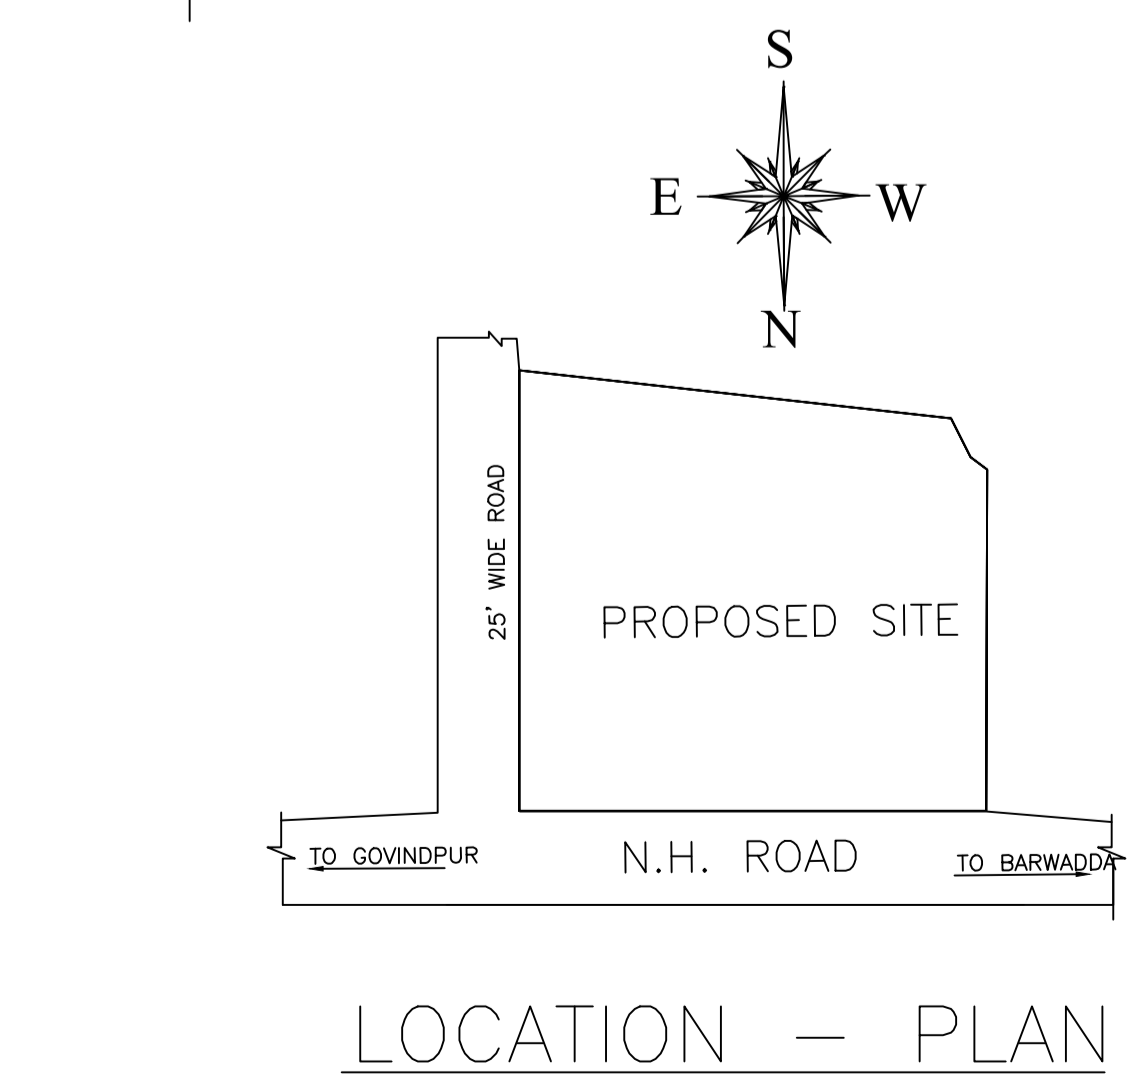 S
E
W
N
25' WIDE ROAD
PROPOSED SITE
TO GOVINDPUR
N.H. ROAD
TO BARWADDA
LOCATION - PLAN